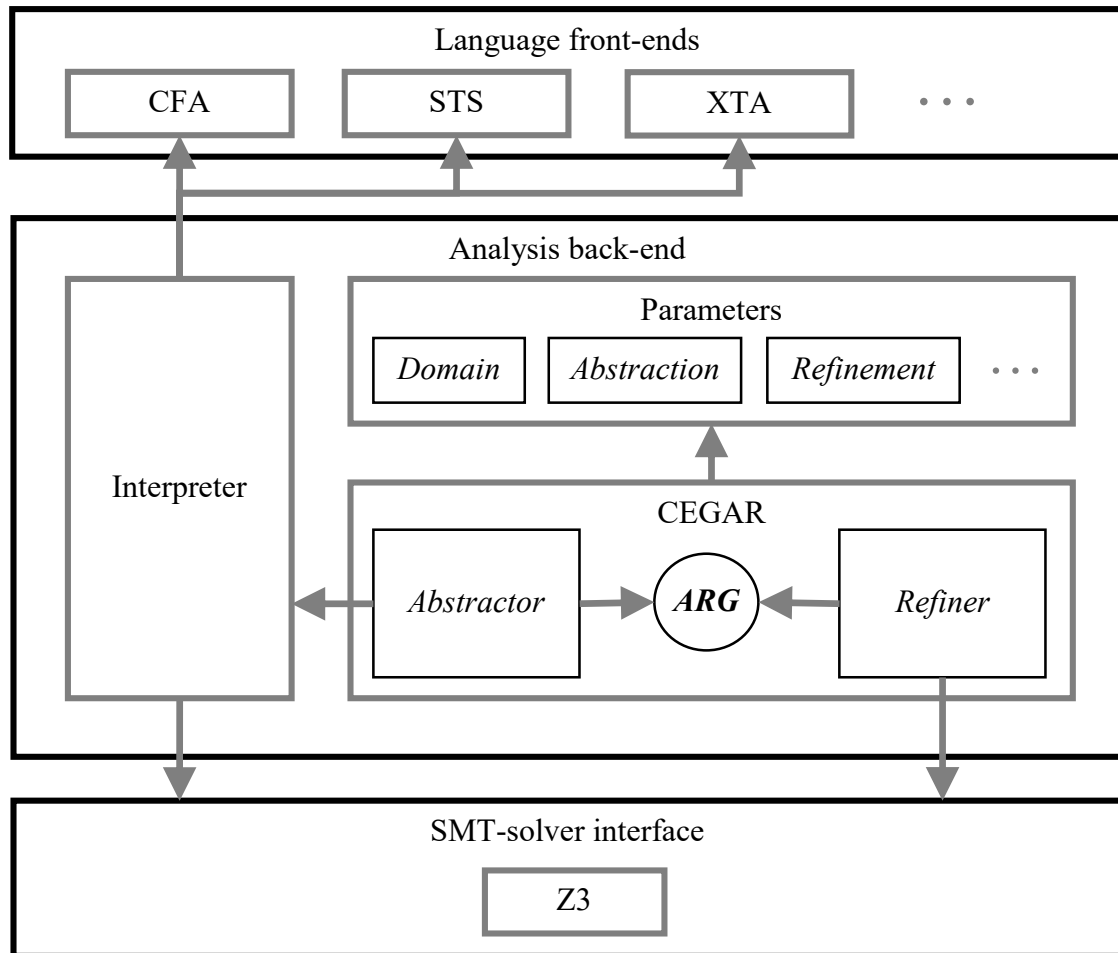 Language front-ends
CFA
STS
XTA
• • •
Analysis back-end
Parameters
Domain
Abstraction
Refinement
• • •
Interpreter
CEGAR
Abstractor
ARG
Refiner
SMT-solver interface
Z3